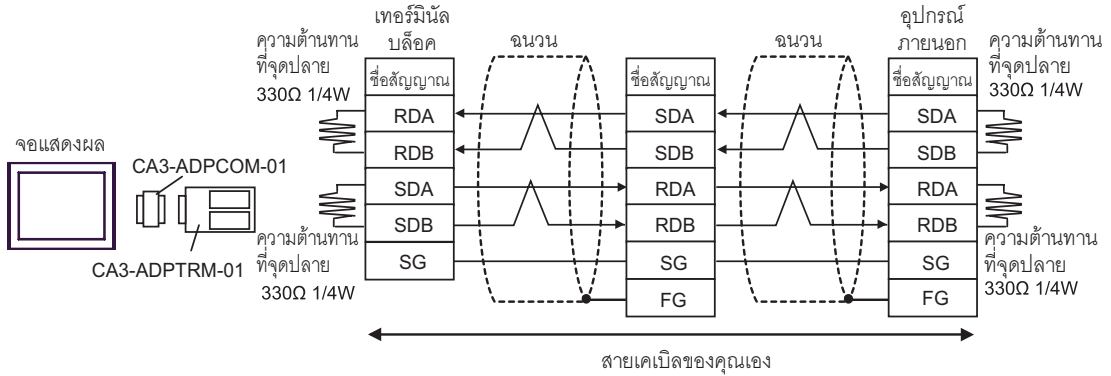 เทอร์มินัล
บล็อค
ฉนวน
ฉนวน
อุปกรณ์
ภายนอก
ความต้านทาน
ที่จุดปลาย
330Ω 1/4W
ความต้านทาน
ที่จุดปลาย
330Ω 1/4W
ชื่อสัญญาณ
ชื่อสัญญาณ
ชื่อสัญญาณ
RDA
SDA
SDA
RDB
SDB
SDB
SDA
RDA
RDA
SDB
RDB
RDB
SG
SG
SG
FG
FG
จอแสดงผล
CA3-ADPCOM-01
CA3-ADPTRM-01
ความต้านทาน
ที่จุดปลาย
330Ω 1/4W
ความต้านทาน
ที่จุดปลาย
330Ω 1/4W
สายเคเบิลของคุณเอง